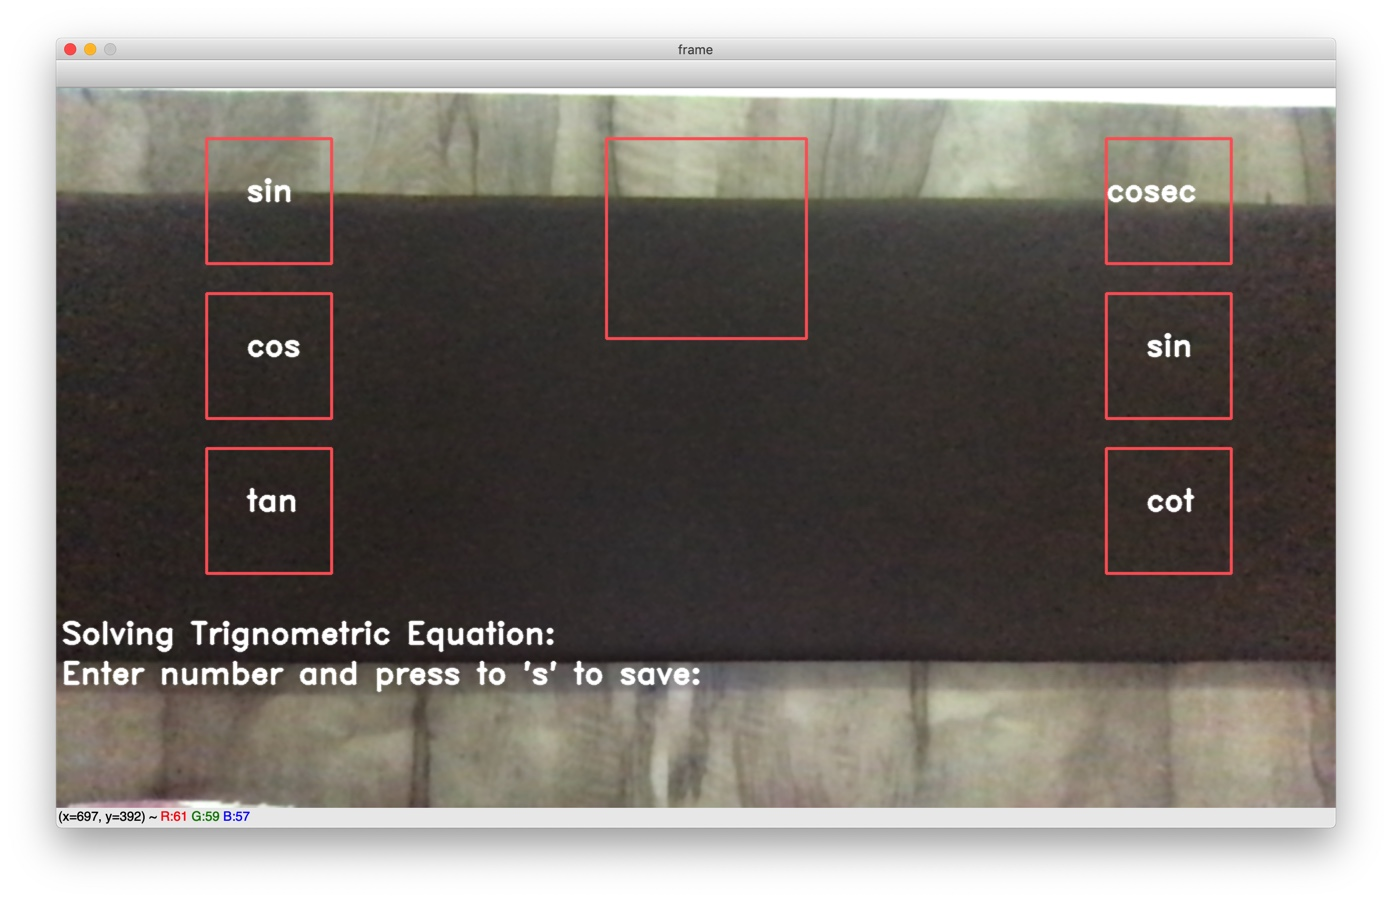 frame
sin
cosec
cos
sin
tan
cot
Solving Trignometric Equation:
Enter number and press to 's' to save:
(x=697, y=392) ~ R:61 G:59 B:57